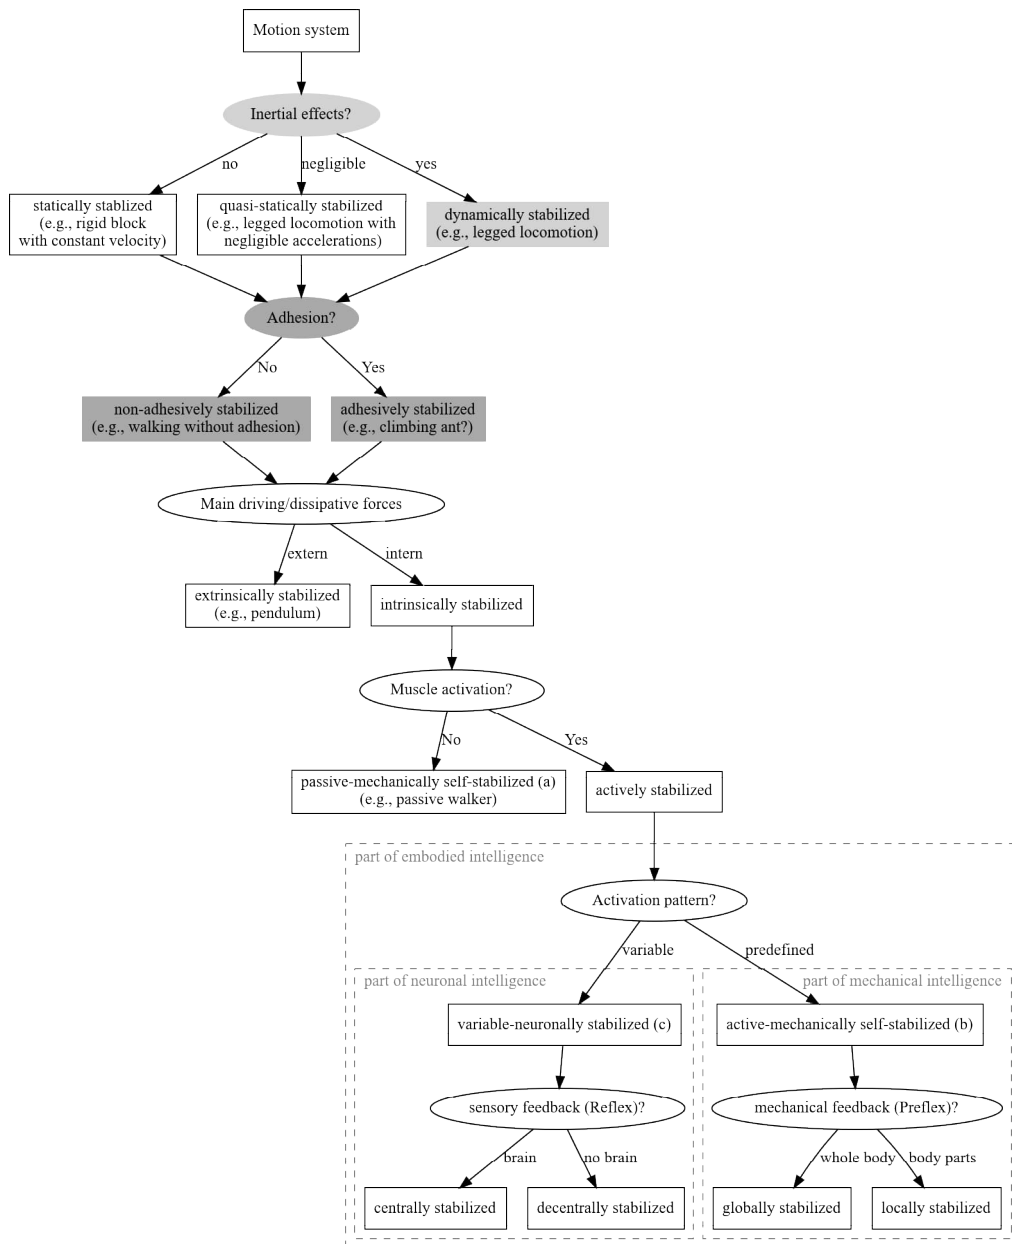 Motion system
Inertial effects?
no
negligible
yes
statically stablized
(e.g., rigid block
with constant velocity)
quasi-statically stabilized
(e.g., legged locomotion with
negligible accelerations)
dynamically stabilized
(e.g., legged locomotion)
Adhesion?
No
Yes
non-adhesively stabilized
(e.g., walking without adhesion)
adhesively stabilized
(e.g., climbing ant?)
Main driving/dissipative forces
extern
intern
extrinsically stabilized
(e.g., pendulum)
intrinsically stabilized
Muscle activation?
No
Yes
passive-mechanically self-stabilized (a)
(e.g., passive walker)
actively stabilized
part of embodied intelligence
Activation pattern?
variable
predefined
part of neuronal intelligence
part of mechanical intelligence
variable-neuronally stabilized (c)
active-mechanically self-stabilized (b)
sensory feedback (Reflex)?
mechanical feedback (Preflex)?
brain
no brain
whole body
body parts
centrally stabilized
decentrally stabilized
globally stabilized
locally stabilized